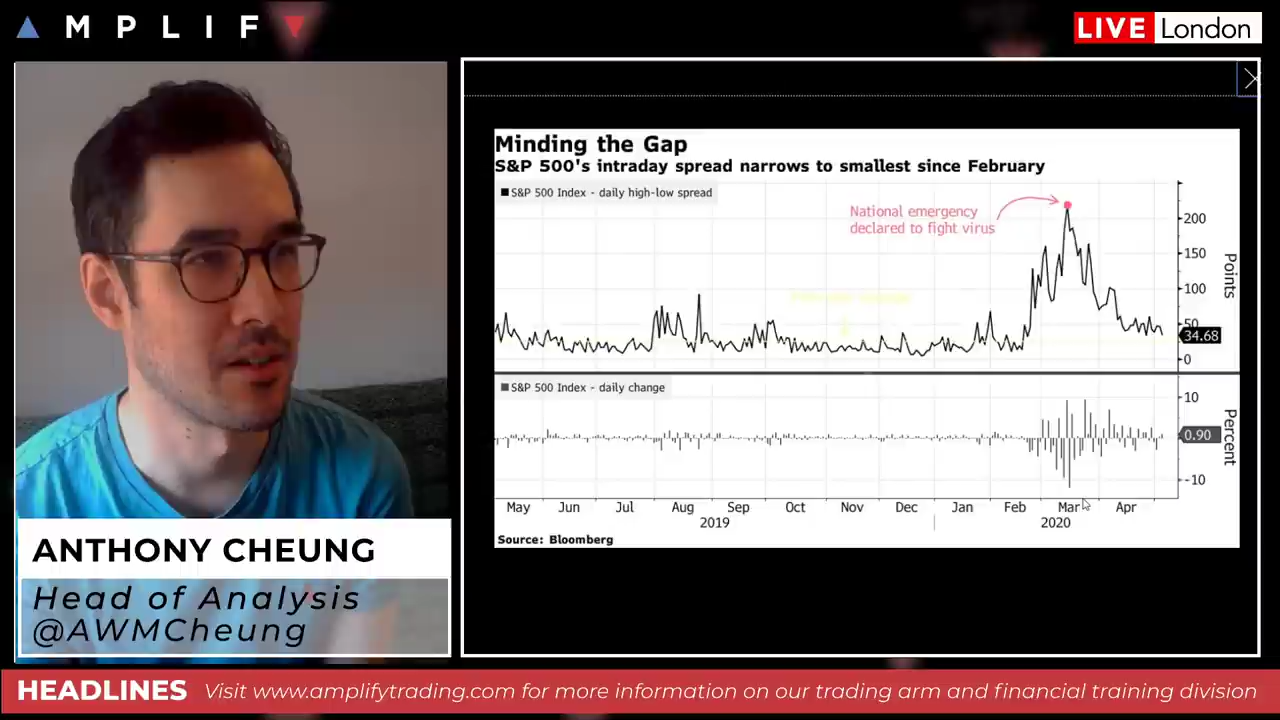 AMPLIFY
LIVE London
Minding the Gap
S&P 500's intraday spread narrows to smallest since February
S&P 500 Index - daily high-low spread
National emergency
declared to fight virus
200
150
100
50
34.68
0
Points
S&P 500 Index - daily change
10
0.90
-10
Percent
May Jun Jul Aug Sep Oct Nov Dec Jan Feb Mar Apr
2019 2020
Source: Bloomberg
ANTHONY CHEUNG
Head of Analysis
@AWMCheung
HEADLINES Visit www.amplifytrading.com for more information on our trading arm and financial training division